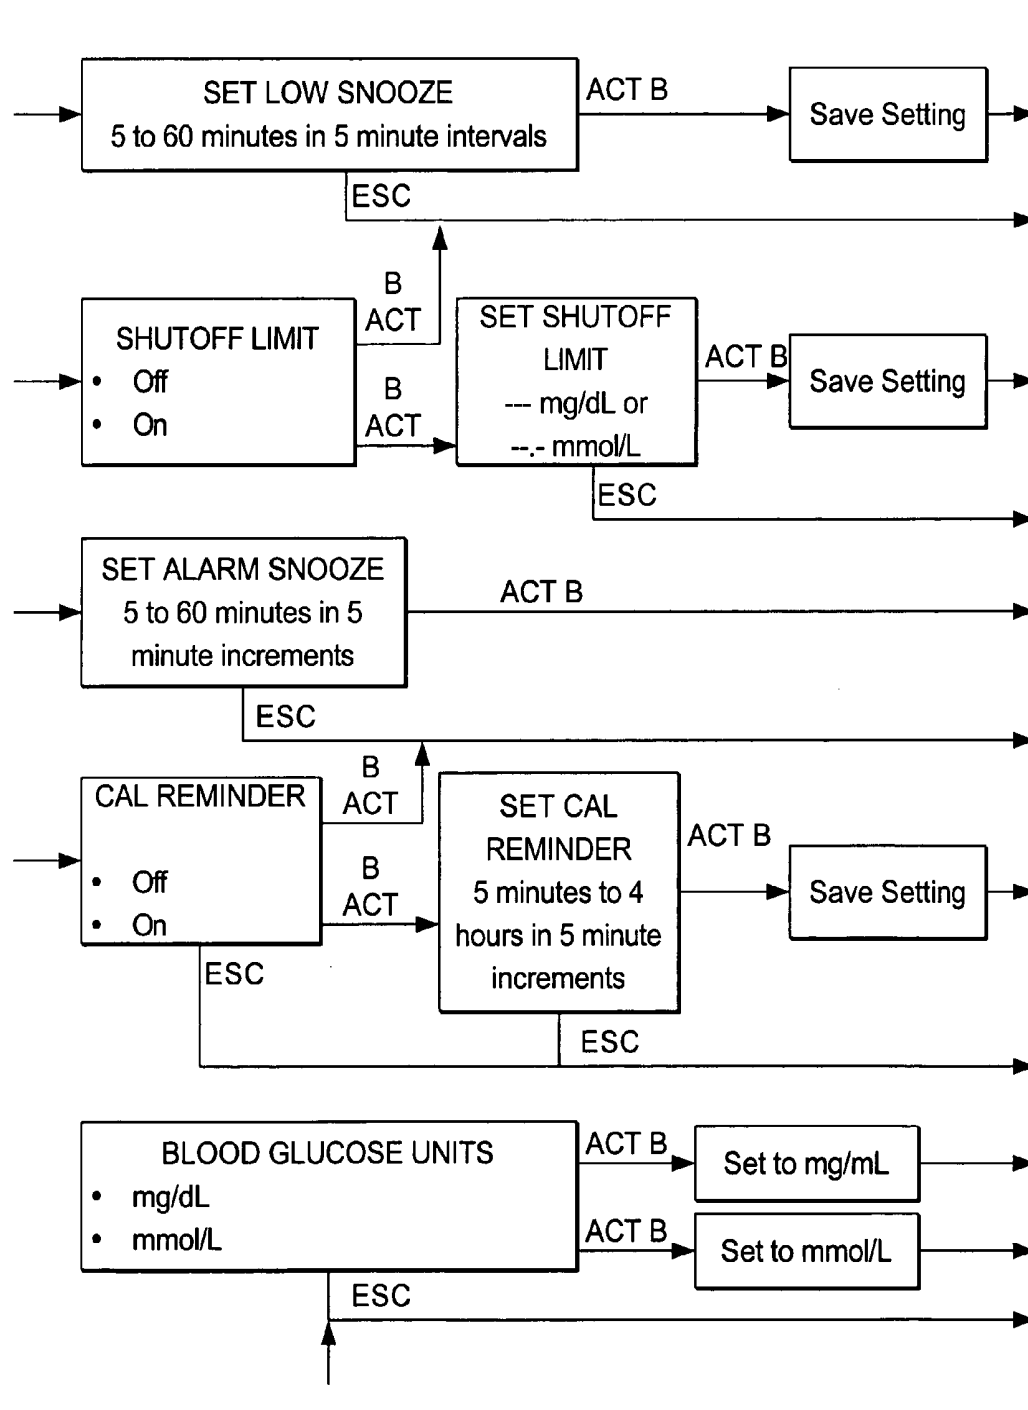 SET LOW SNOOZE
5 to 60 minutes in 5 minute intervals
ACT B
Save Setting
ESC
B
ACT
SHUTOFF LIMIT
• Off
• On
B
ACT
SET SHUTOFF
LIMIT
--- mg/dL or
--.- mmol/L
ACT B
Save Setting
ESC
SET ALARM SNOOZE
5 to 60 minutes in 5
minute increments
ACT B
ESC
B
ACT
CAL REMINDER
• Off
• On
B
ACT
SET CAL
REMINDER
5 minutes to 4
hours in 5 minute
increments
ACT B
Save Setting
ESC
ESC
BLOOD GLUCOSE UNITS
• mg/dL
• mmol/L
ACT B
Set to mg/mL
ACT B
Set to mmol/L
ESC